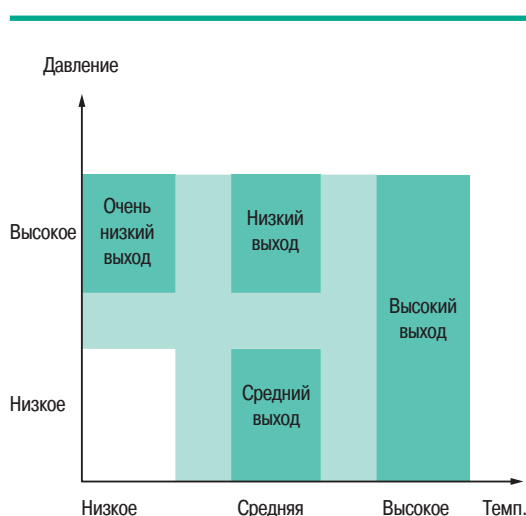 Давление
Очень
низкий
выход
Низкий
выход
Высокое
Высокий
выход
Низкое
Средний
выход
Низкое
Средняя
Высокое
Темп.